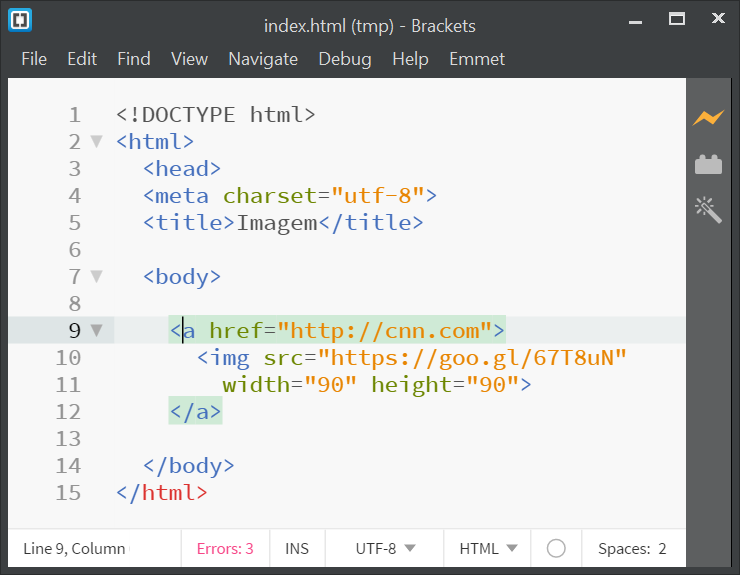 index.html (tmp) - Brackets
File Edit Find View Navigate Debug Help Emmet
1 <!DOCTYPE html>
2 <html>
3 <head>
4 <meta charset="utf-8">
5 <title>Imagem</title>
6
7 <body>
8
9 <a href="http://cnn.com">
10 <img src="https://goo.gl/67T8uN"
11 width="90" height="90">
12 </a>
13
14 </body>
15 </html>
Line 9, Column Errors: 3 INS UTF-8 HTML Spaces: 2